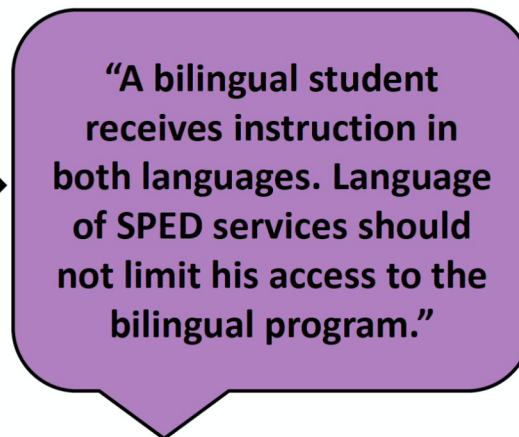 “A bilingual student
receives instruction in
both languages. Language
of SPED services should
not limit his access to the
bilingual program.”